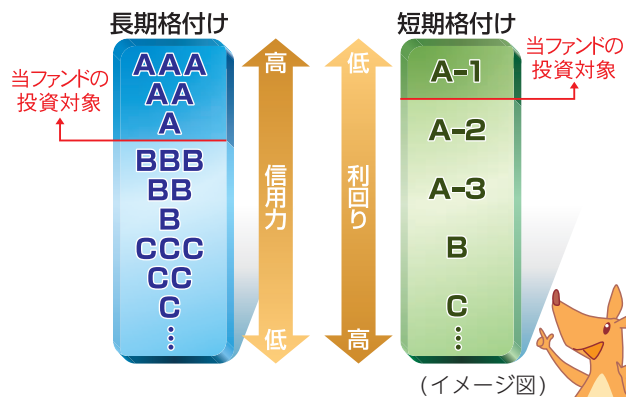 長期格付け
短期格付け
当ファンドの
投資対象
AAA
AA
A
BBB
BB
B
CCC
CC
C
⋮
高
信用力
低
低
利回り
高
当ファンドの
投資対象
A-1
A-2
A-3
B
C
⋮
(イメージ図)